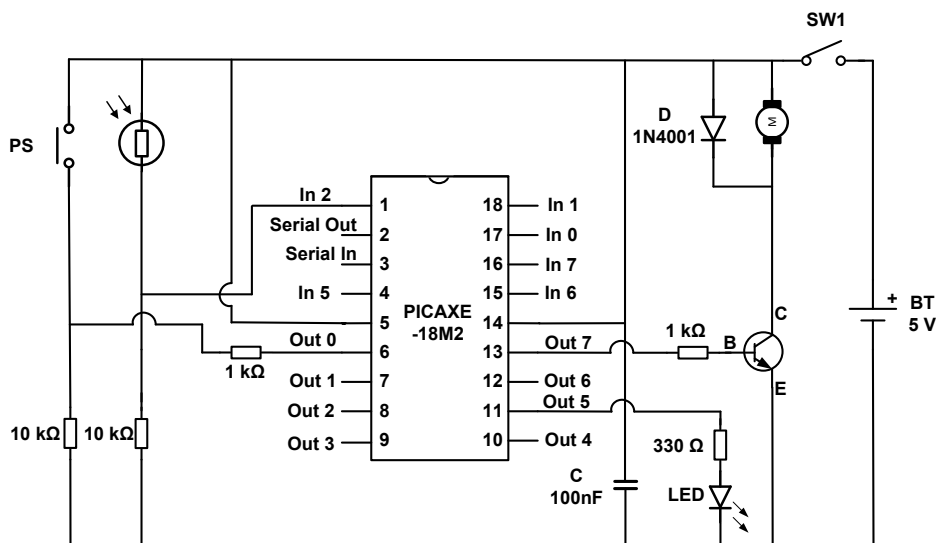 SW1
D
1N4001
M
PS
In 2
1
18
In 1
Serial Out
2
17
In 0
Serial In
3
16
In 7
In 5
4
15
In 6
PICAXE
-18M2
5
14
Out 0
6
13
Out 7
1 kΩ
1 kΩ
B
C
E
+
BT
5 V
Out 1
7
12
Out 6
Out 2
8
11
Out 5
Out 3
9
10
Out 4
10 kΩ
10 kΩ
330 Ω
C
100nF
LED